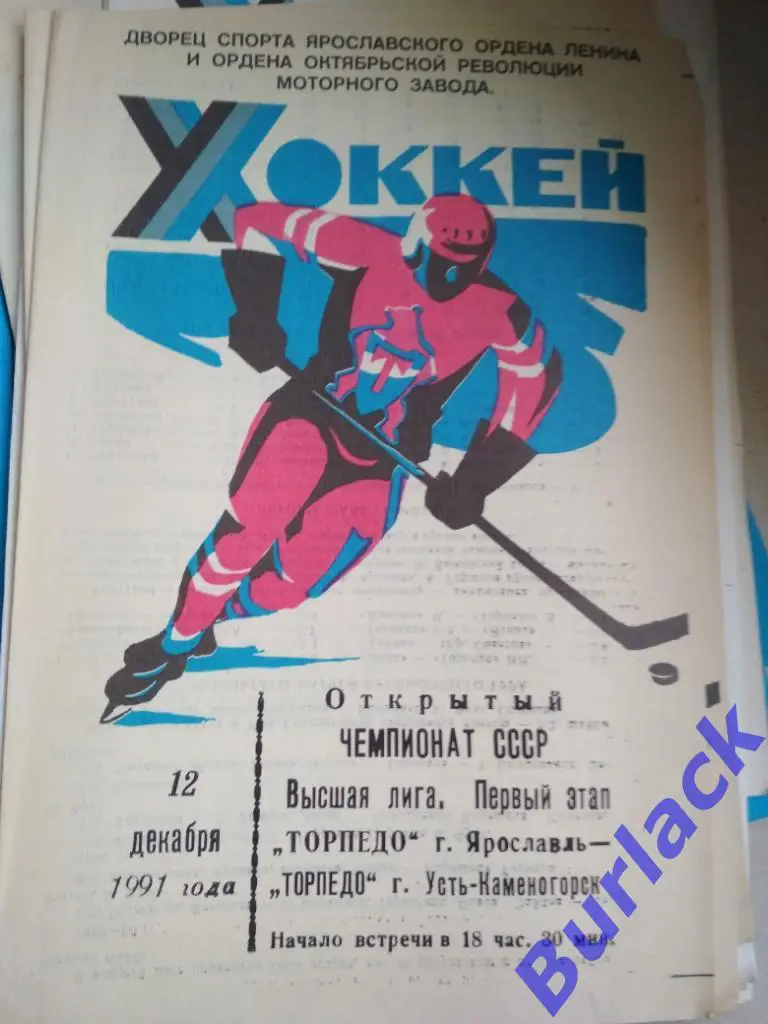 ДВОРЕЦ СПОРТА ЯРОСЛАВСКОГО ОРДЕНА ЛЕНИНА
И ОРДЕНА ОКТЯБРЬСКОЙ РЕВОЛЮЦИИ
МОТОРНОГО ЗАВОДА.
ХОККЕЙ
Т
Открытый
ЧЕМПИОНАТ СССР
12
декабря
1991 года
Высшая лига. Первый этап
„ТОРПЕДО“ г. Ярославль—
„ТОРПЕДО“ г. Усть-Каменогорск
Начало встречи в 18 час. 30 мин.
Burlack